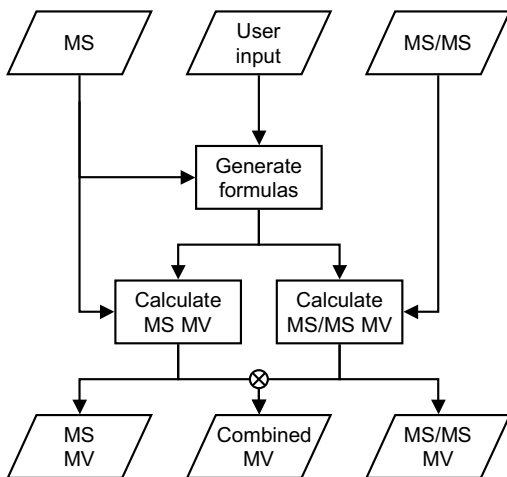 MS
User
input
MS/MS
Generate
formulas
Calculate
MS MV
Calculate
MS/MS MV
MS
MV
Combined
MV
MS/MS
MV